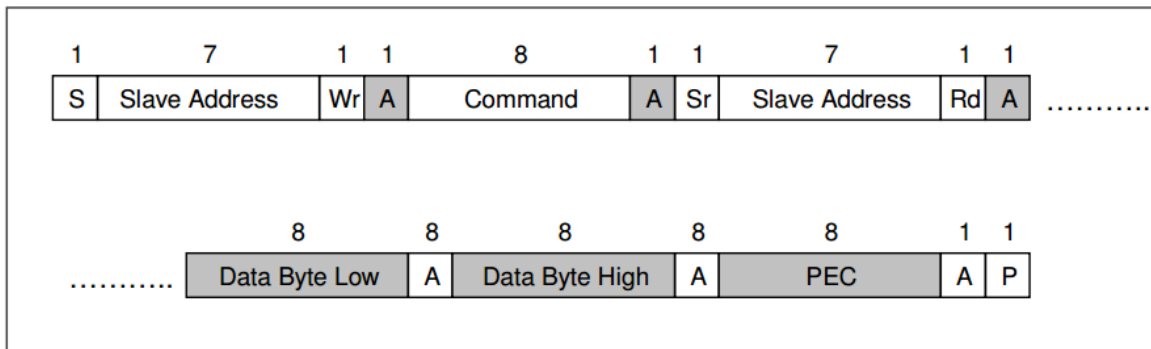 1 7 1 1 8 1 1 7 1 1
S Slave Address Wr A Command A Sr Slave Address Rd A ………..
8 8 8 8 8 1 1
……….. Data Byte Low A Data Byte High A PEC A P